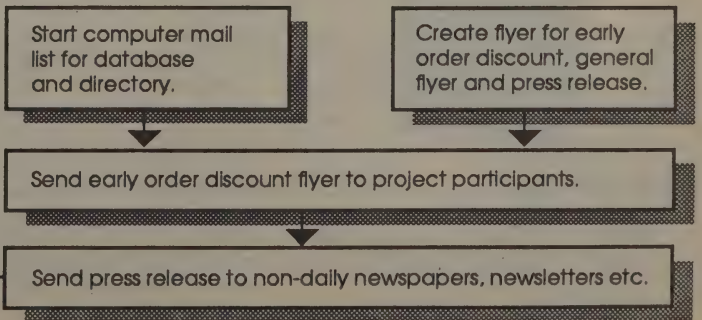 Start computer mail
list for database
and directory.
Create flyer for early
order discount, general
flyer and press release.
Send early order discount flyer to project participants.
Send press release to non-daily newspapers, newsletters etc.